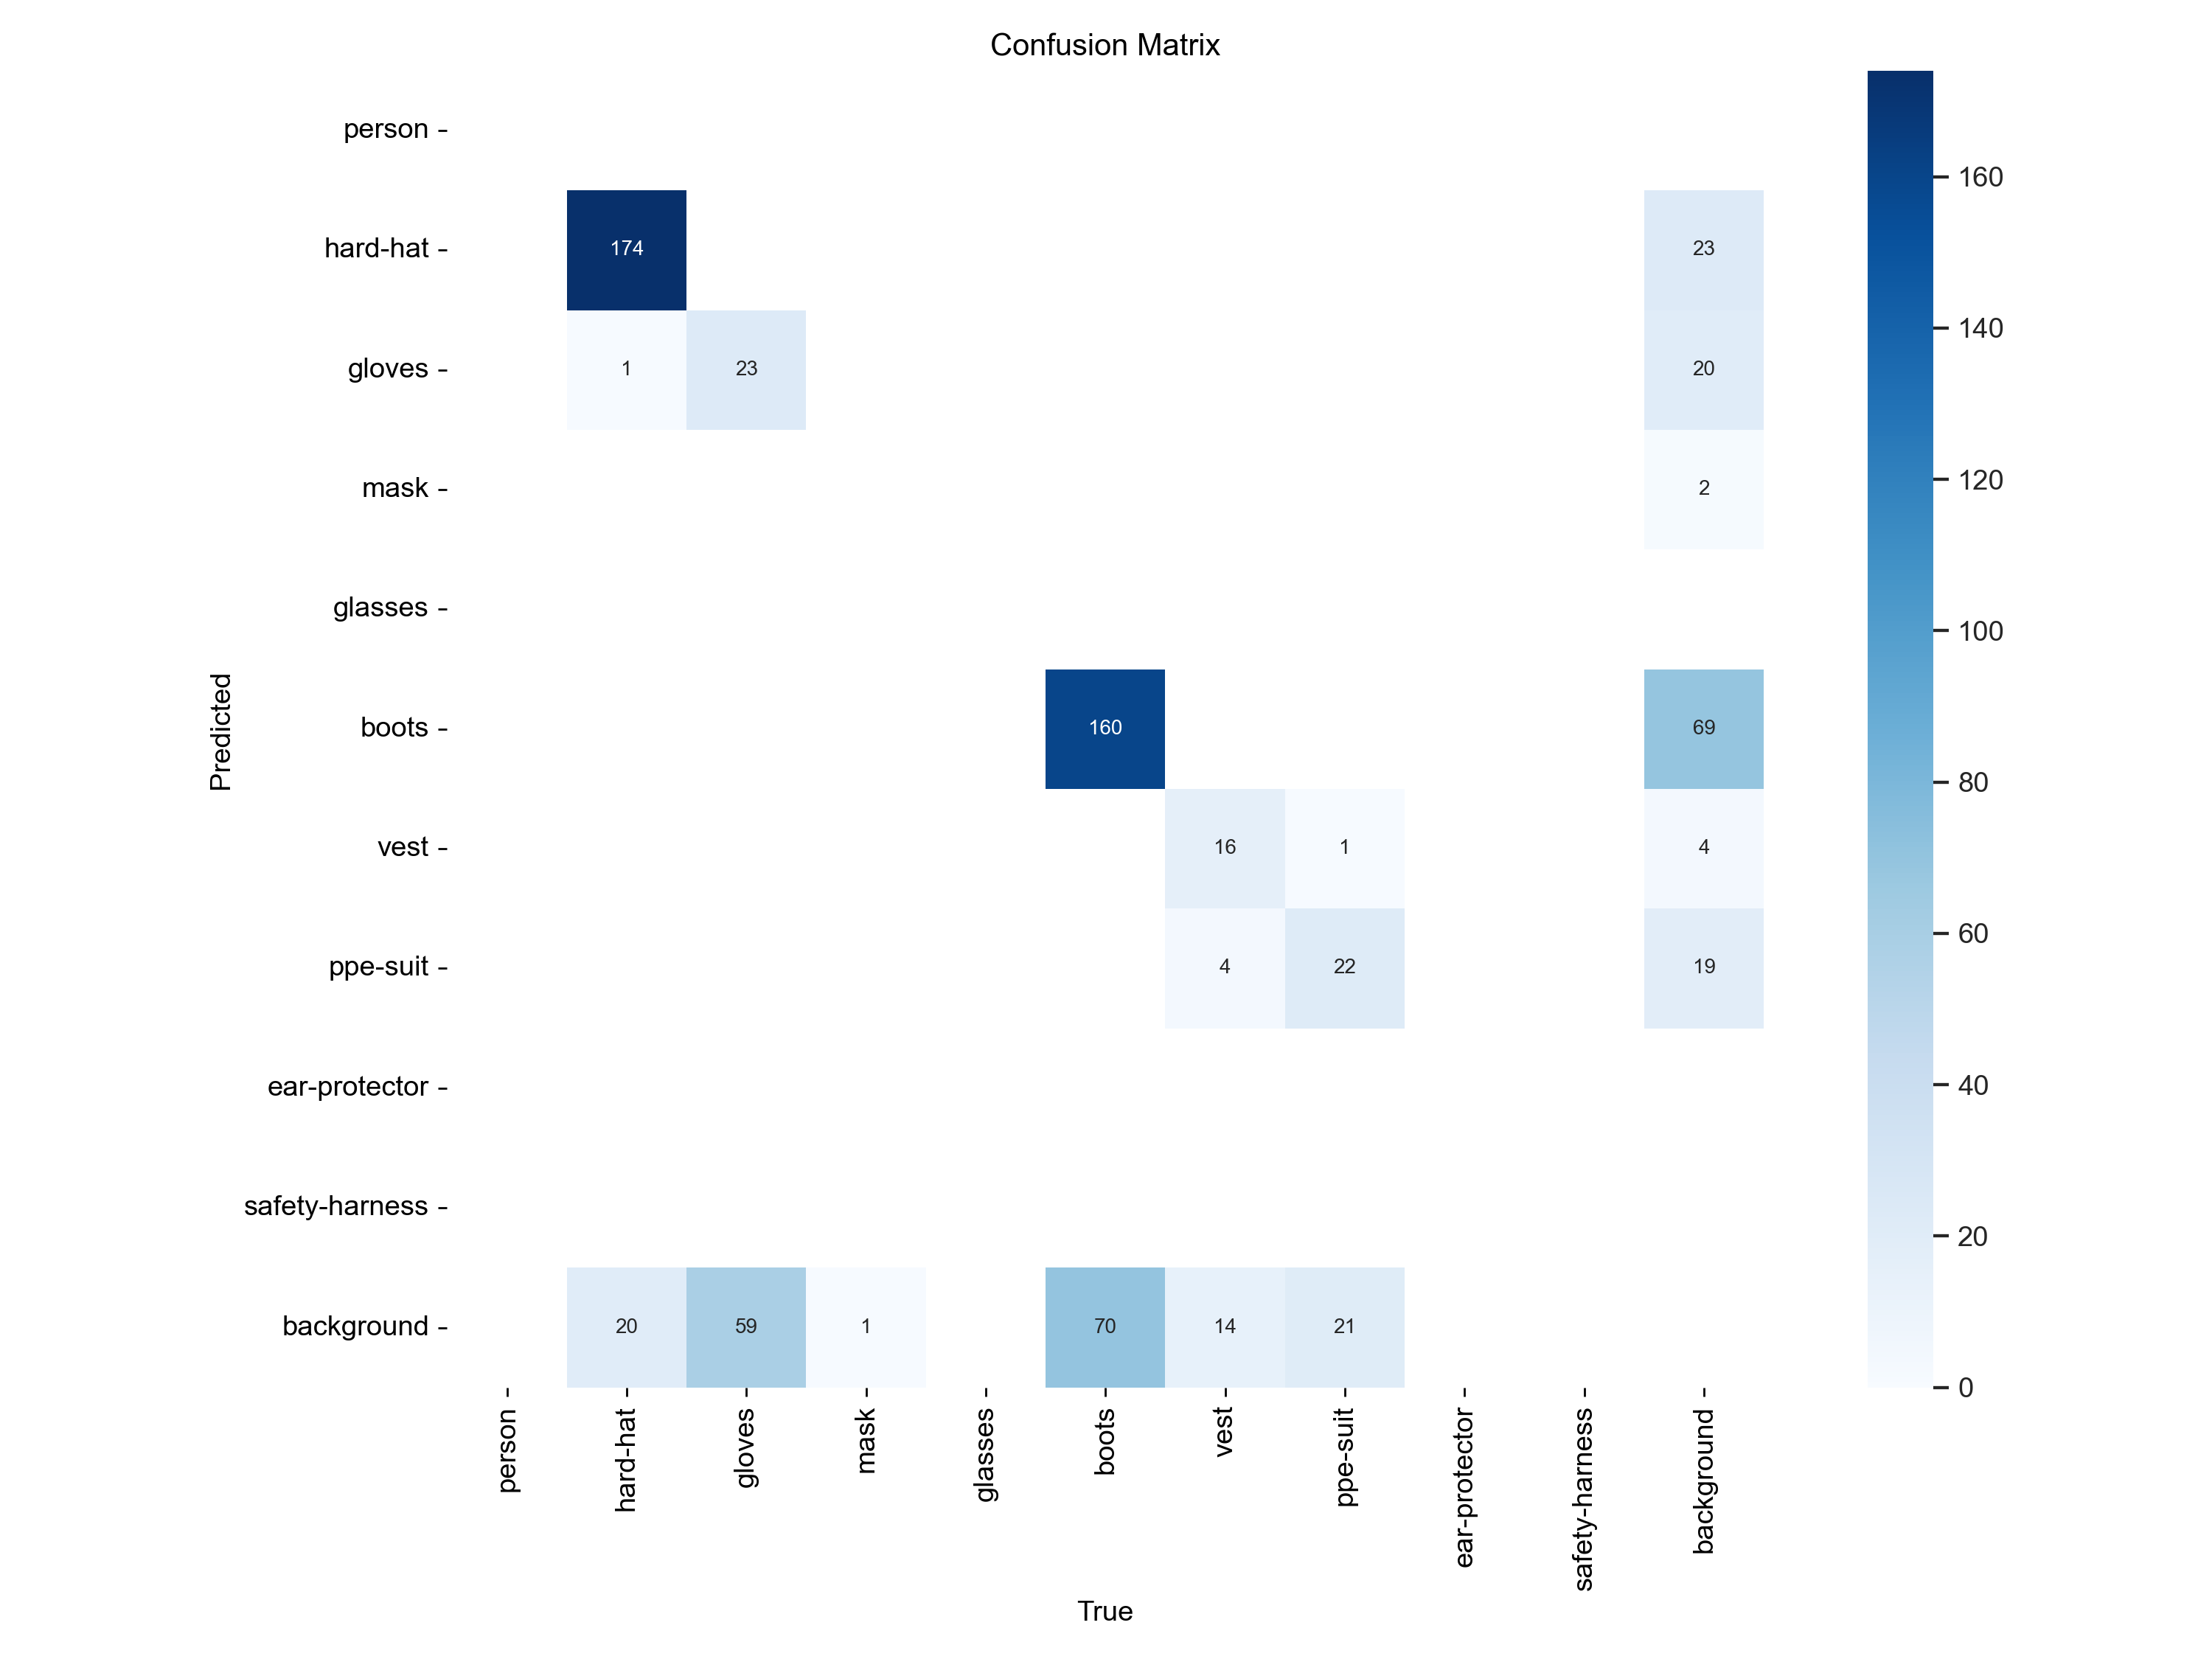 Confusion Matrix
person
hard-hat 174 23
gloves 1 23 20
mask 2
glasses
boots 160 69
vest 16 1 4
ppe-suit 4 22 19
ear-protector
safety-harness
background 20 59 1 70 14 21
Predicted
person hard-hat gloves mask glasses boots vest ppe-suit ear-protector safety-harness background
True
160
140
120
100
80
60
40
20
0